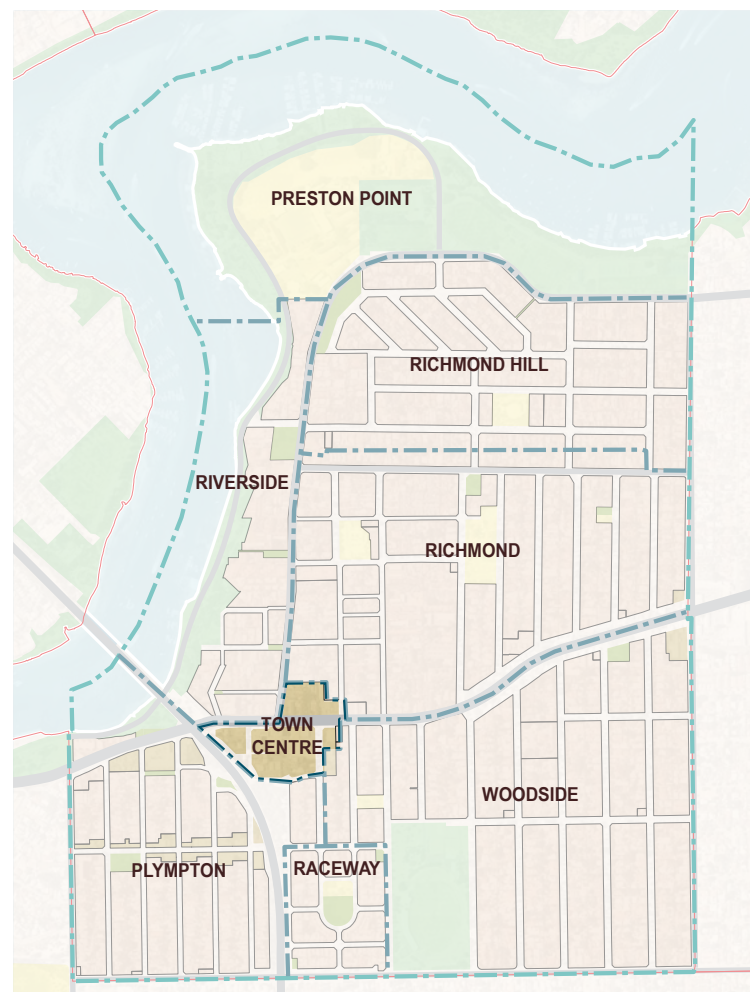 PRESTON POINT
RICHMOND HILL
RIVERSIDE
RICHMOND
TOWN
CENTRE
WOODSIDE
PLYMPTON
RACEWAY